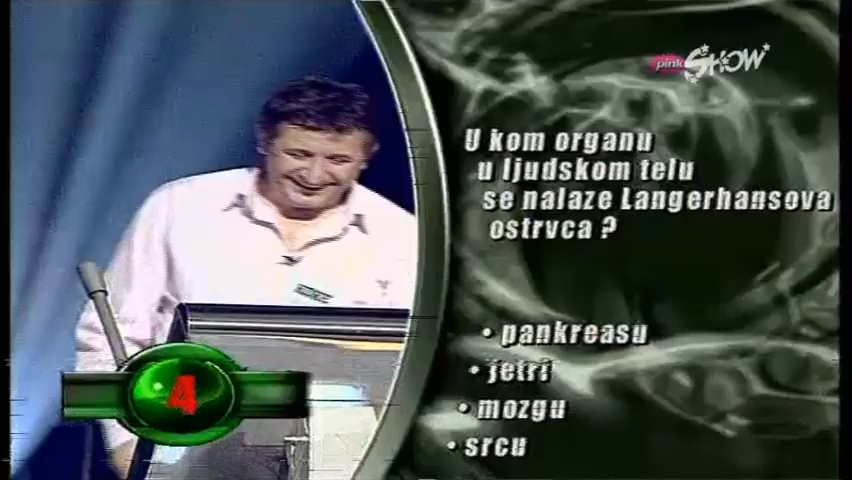 pink SHOW
U kom organu
u ljudskom telu
se nalaze Langerhansova
ostrvca ?
• pankreasu
• jetri
• mozgu
• srcu
4